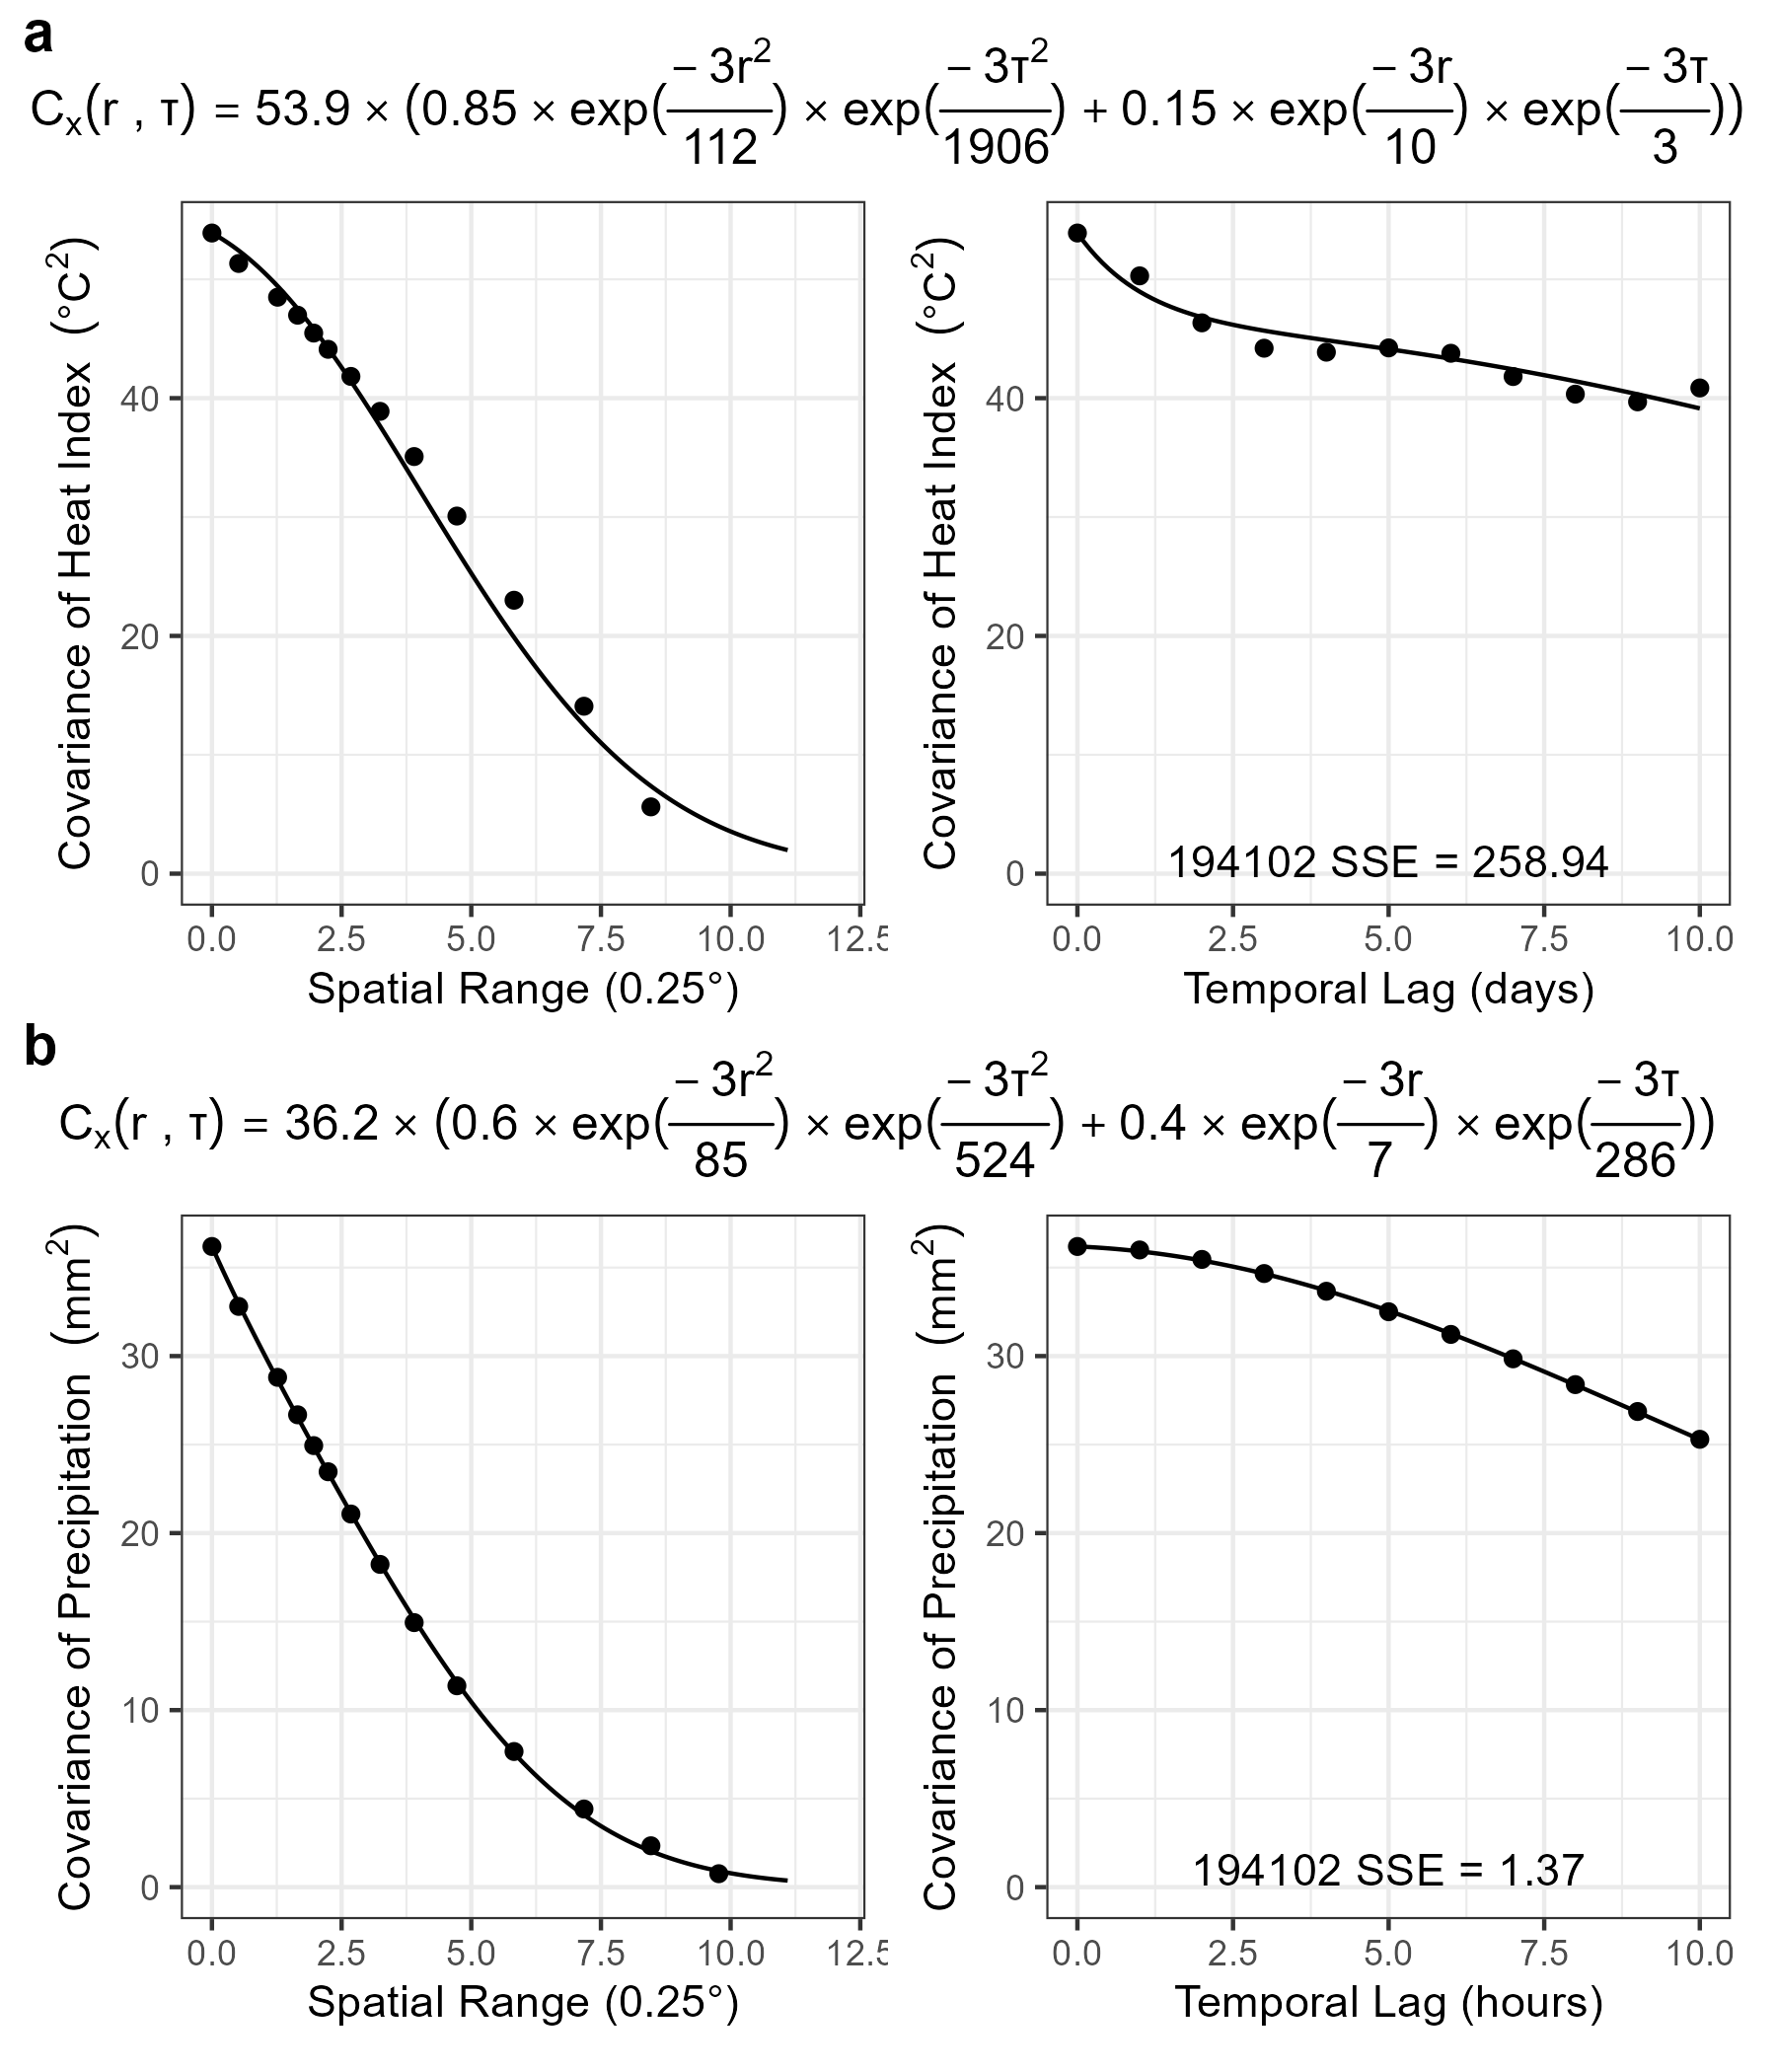 a
Cₓ(r , τ) = 53.9 × (0.85 × exp(− 3r² / 112) × exp(− 3τ² / 1906) + 0.15 × exp(− 3r / 10) × exp(− 3τ / 3))
Covariance of Heat Index (°C²)
40
20
0
0.0 2.5 5.0 7.5 10.0 12.5
Spatial Range (0.25°)
Covariance of Heat Index (°C²)
40
20
0
194102 SSE = 258.94
0.0 2.5 5.0 7.5 10.0
Temporal Lag (days)
b
Cₓ(r , τ) = 36.2 × (0.6 × exp(− 3r² / 85) × exp(− 3τ² / 524) + 0.4 × exp(− 3r / 7) × exp(− 3τ / 286))
Covariance of Precipitation (mm²)
30
20
10
0
0.0 2.5 5.0 7.5 10.0 12.5
Spatial Range (0.25°)
Covariance of Precipitation (mm²)
30
20
10
0
194102 SSE = 1.37
0.0 2.5 5.0 7.5 10.0
Temporal Lag (hours)